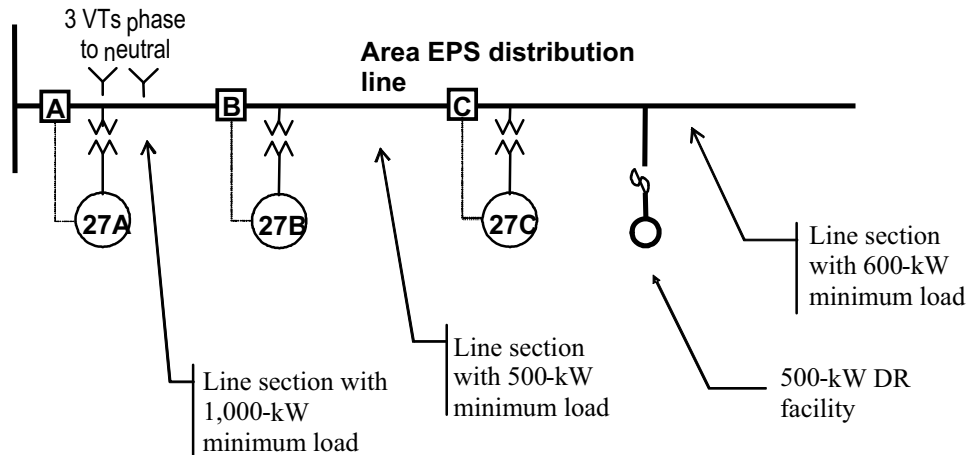 3 VTs phase
to neutral
Area EPS distribution
line
A
B
C
27A
27B
27C
Line section
with 600-kW
minimum load
Line section
with 500-kW
minimum load
Line section with
1,000-kW
minimum load
500-kW DR
facility